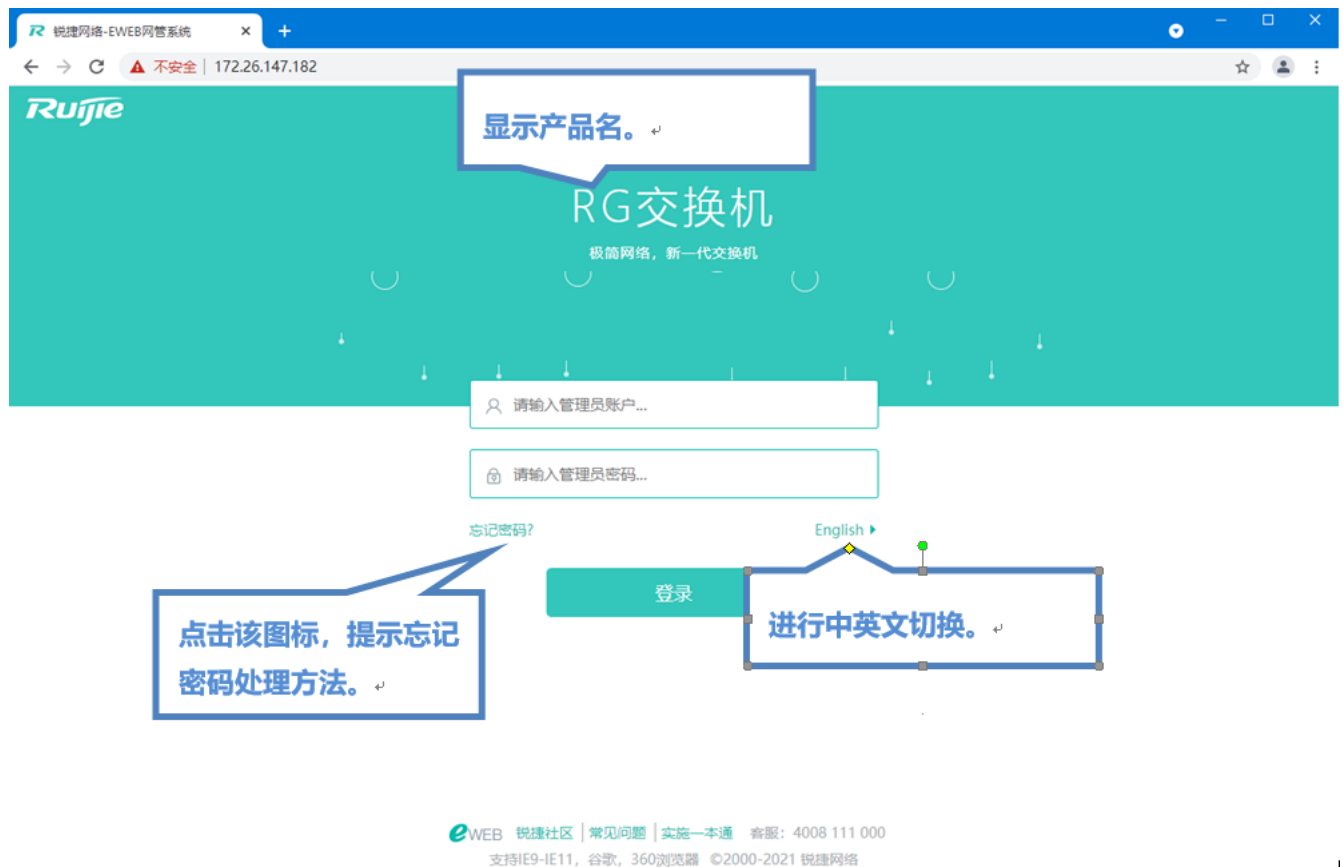 锐捷网络-EWEB网管系统
不安全 172.26.147.182
Ruijie
显示产品名。
RG交换机
极简网络，新一代交换机
请输入管理员账户...
请输入管理员密码...
忘记密码? English
登录
点击该图标，提示忘记
密码处理方法。
进行中英文切换。
eWEB 锐捷社区 | 常见问题 | 实施一本通 客服：4008 111 000
支持IE9-IE11，谷歌，360浏览器 ©2000-2021 锐捷网络